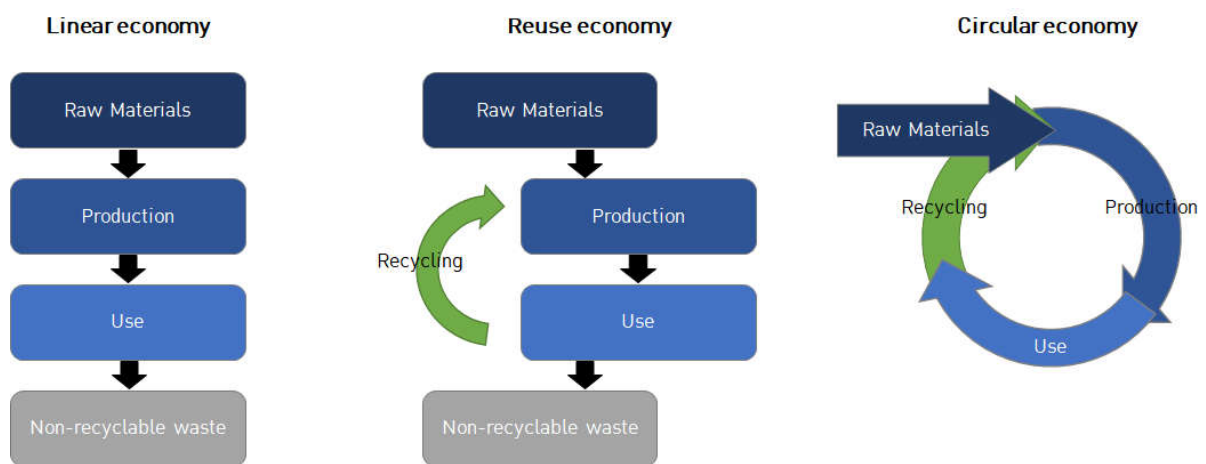 Linear economy
Raw Materials
Production
Use
Non-recyclable waste
Reuse economy
Raw Materials
Production
Recycling
Use
Non-recyclable waste
Circular economy
Raw Materials
Recycling
Production
Use